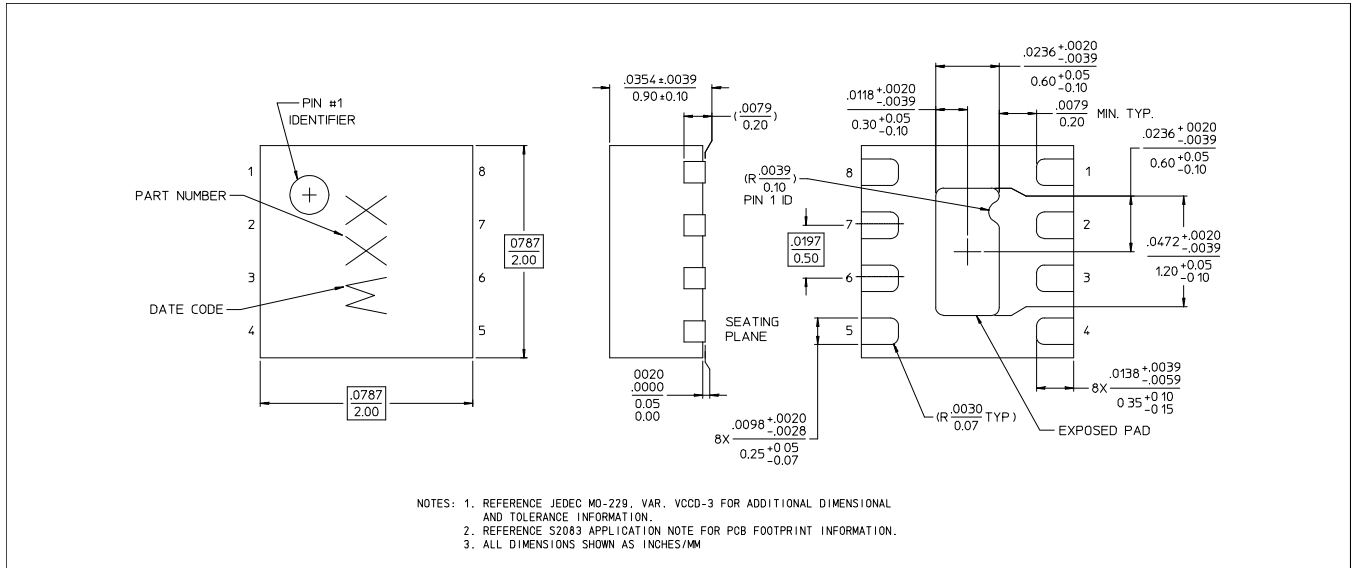 PIN #1
IDENTIFIER
PART NUMBER
DATE CODE
1
2
3
4
8
7
6
5
XX
.0787
2.00
.0787
2.00
.0354 ±.0039
0.90 ±0.10
(.0079
0.20)
SEATING
PLANE
0020
.0000
0.05
0.00
.0236 +.0020
-.0039
0.60 +0.05
-0.10
.0118 +.0020
-.0039
0.30 +0.05
-0.10
.0079
0.20 MIN. TYP.
.0236 +.0020
-.0039
0.60 +0.05
-0.10
(R .0039
0.10)
PIN 1 ID
.0197
0.50
8
7
6
5
1
2
3
4
.0472 +.0020
-.0039
1.20 +0.05
-0 10
8X .0138 +.0039
-.0059
0 35 +0 10
-0 15
8X .0098 +.0020
-.0028
0.25 +0 05
-0.07
(R .0030
0.07 TYP)
EXPOSED PAD
NOTES: 1. REFERENCE JEDEC MO-229, VAR. VCCD-3 FOR ADDITIONAL DIMENSIONAL
AND TOLERANCE INFORMATION.
2. REFERENCE S2083 APPLICATION NOTE FOR PCB FOOTPRINT INFORMATION.
3. ALL DIMENSIONS SHOWN AS INCHES/MM